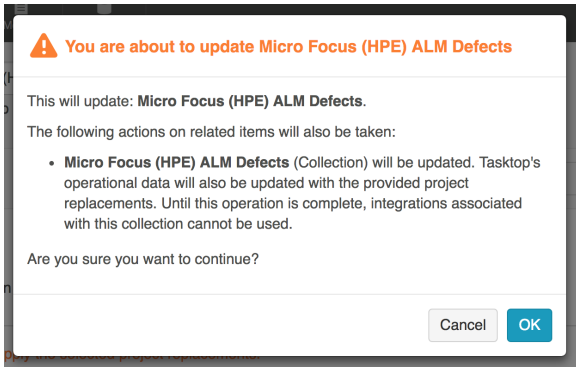 You are about to update Micro Focus (HPE) ALM Defects
This will update: Micro Focus (HPE) ALM Defects.
The following actions on related items will also be taken:
• Micro Focus (HPE) ALM Defects (Collection) will be updated. Tasktop's
operational data will also be updated with the provided project
replacements. Until this operation is complete, integrations associated
with this collection cannot be used.
Are you sure you want to continue?
Cancel OK